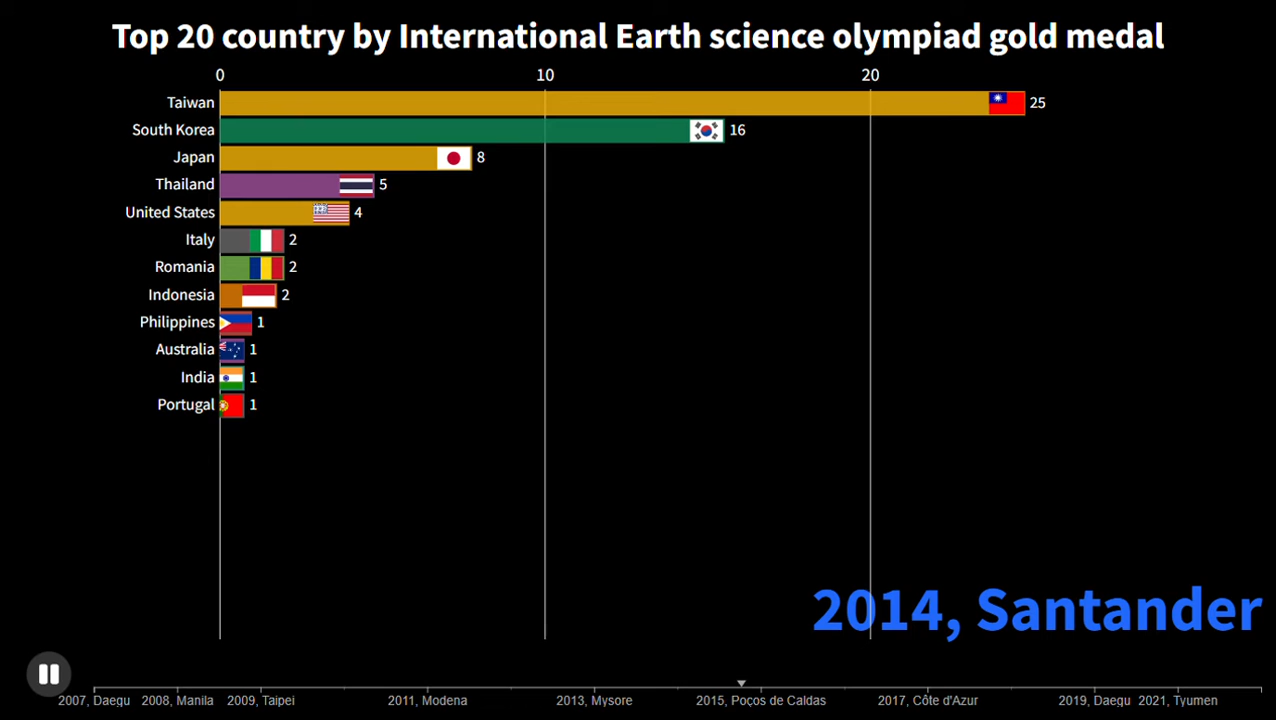 Top 20 country by International Earth science olympiad gold medal
0 10 20
Taiwan 25
South Korea 16
Japan 8
Thailand 5
United States 4
Italy 2
Romania 2
Indonesia 2
Philippines 1
Australia 1
India 1
Portugal 1
2014, Santander
2007, Daegu 2008, Manila 2009, Taipei 2011, Modena 2013, Mysore 2015, Poços de Caldas 2017, Côte d'Azur 2019, Daegu 2021, Tyumen